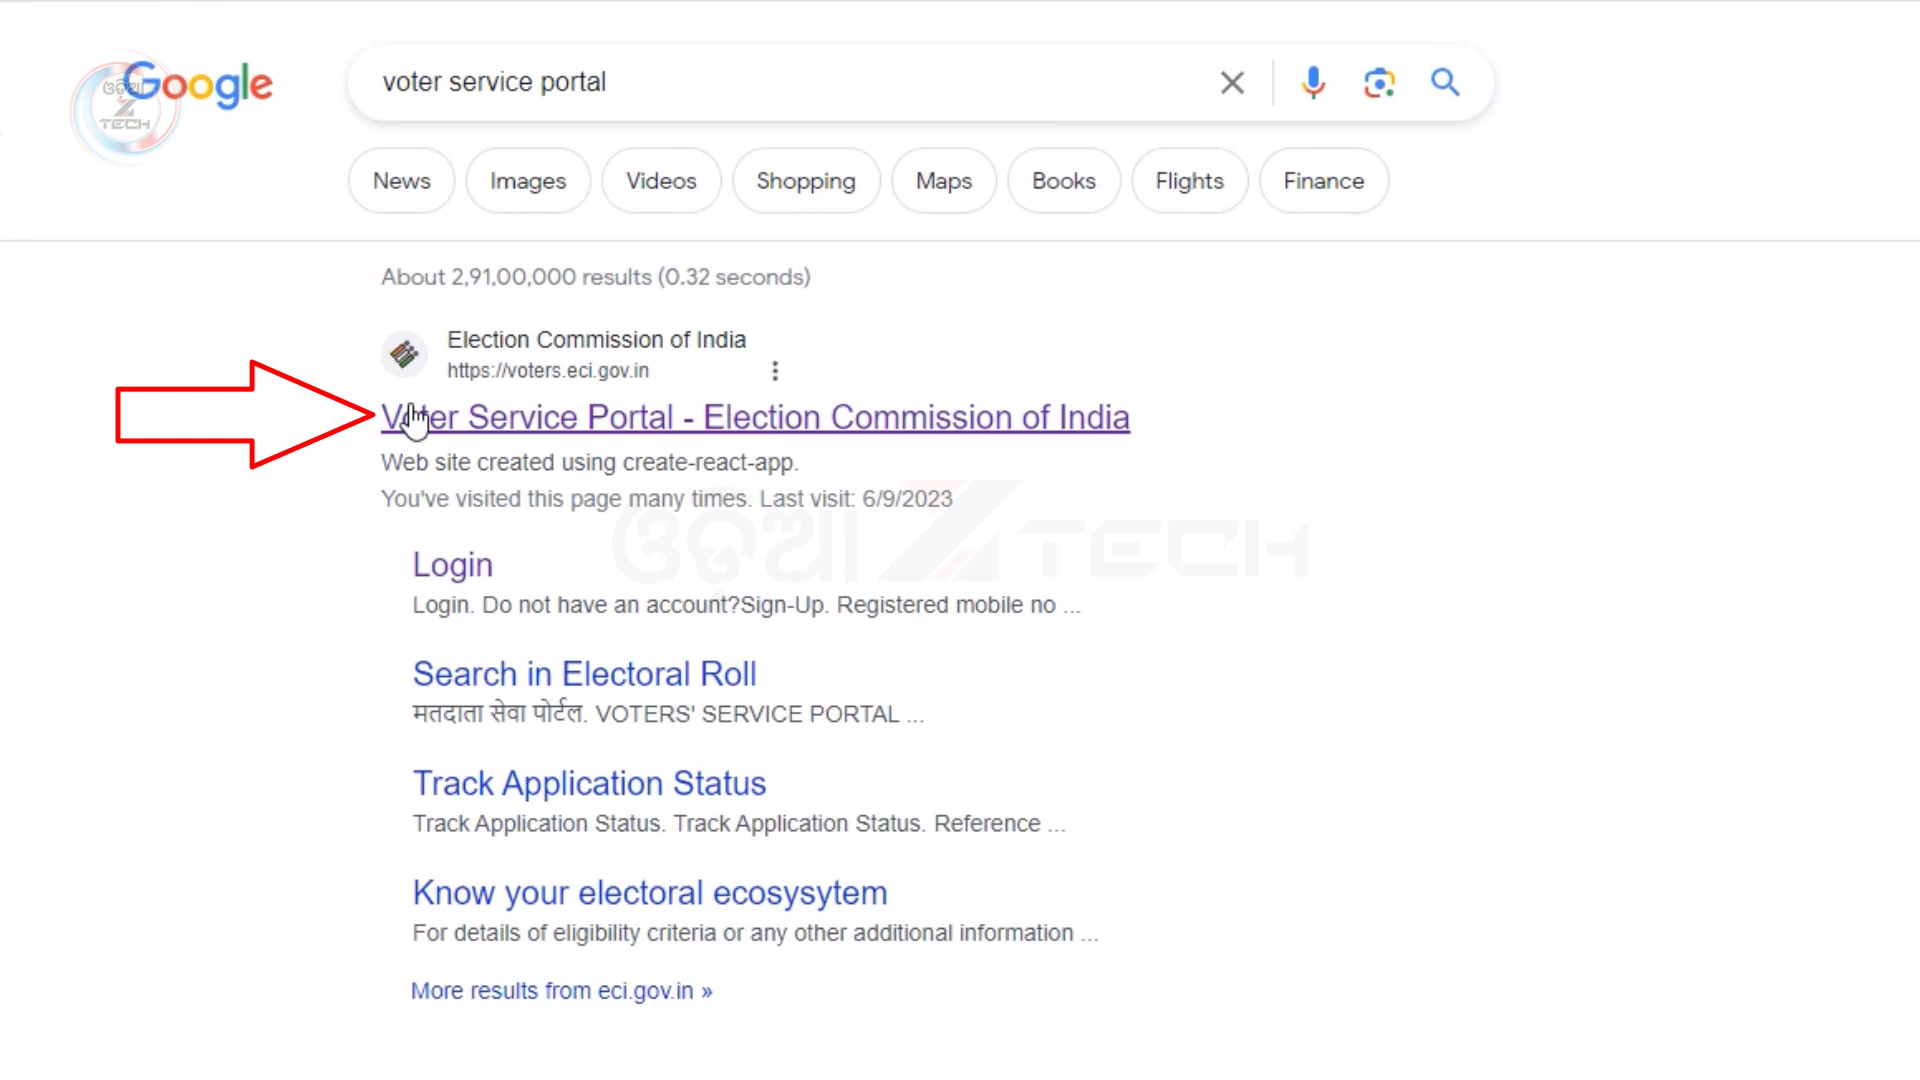 Google
ଓଡ଼ିଆ
Z
TECH
voter service portal
News Images Videos Shopping Maps Books Flights Finance
About 2,91,00,000 results (0.32 seconds)
Election Commission of India
https://voters.eci.gov.in
Voter Service Portal - Election Commission of India
Web site created using create-react-app.
You've visited this page many times. Last visit: 6/9/2023
ଓଡ଼ିଆ Z TECH
Login
Login. Do not have an account?Sign-Up. Registered mobile no ...
Search in Electoral Roll
मतदाता सेवा पोर्टल. VOTERS' SERVICE PORTAL ...
Track Application Status
Track Application Status. Track Application Status. Reference ...
Know your electoral ecosysytem
For details of eligibility criteria or any other additional information ...
More results from eci.gov.in »